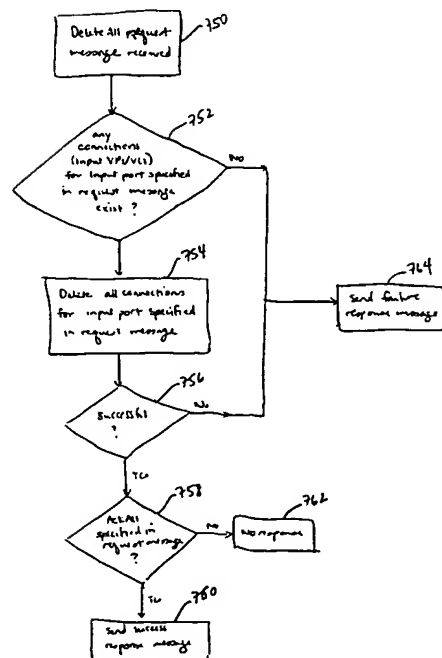 750
Delete All request
message received
752
any
connections
(input VPI/VCI)
for input port specified
in request message
exist ?
No
754
Delete all connections
for input port specified
in request message
764
Send failure
response message
756
Successful
?
No
Yes
758
AckAll
specified in
request message
?
No
762
No response
Yes
760
Send success
response message